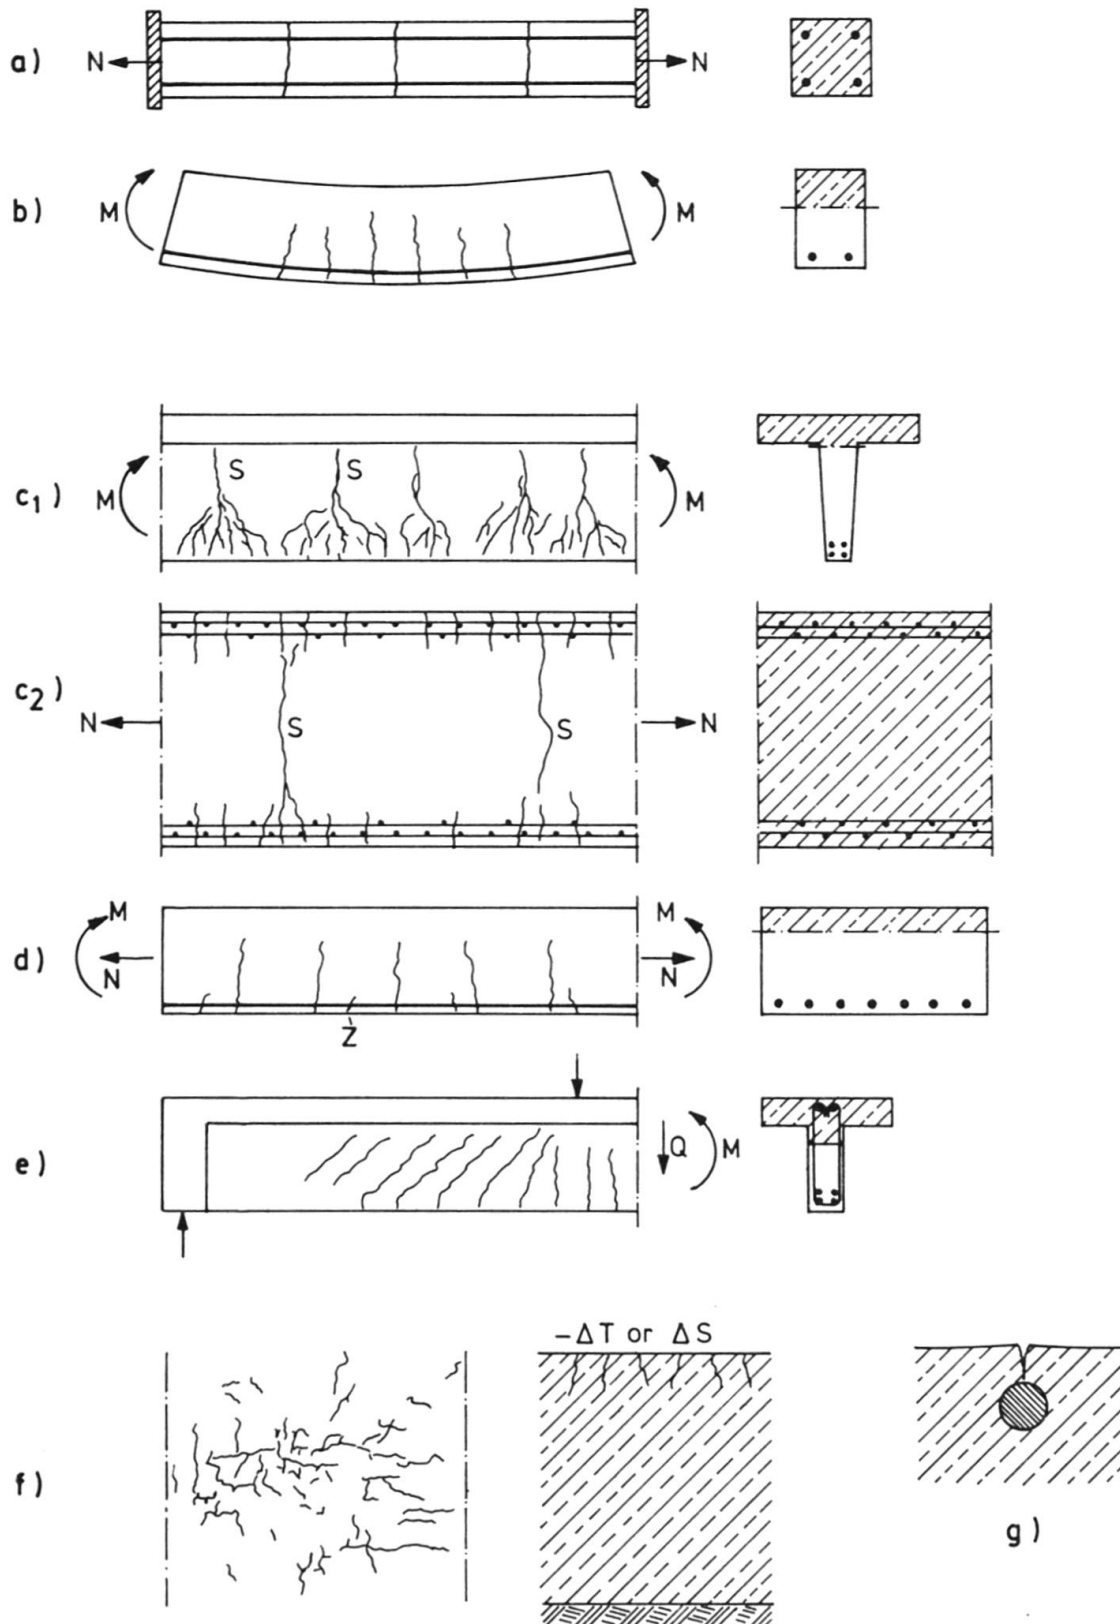 a) N N
b) M M
c1) M S S M
c2) N S S N
d) M N M N
Z
e) Q M
-ΔT or ΔS
f)
g)